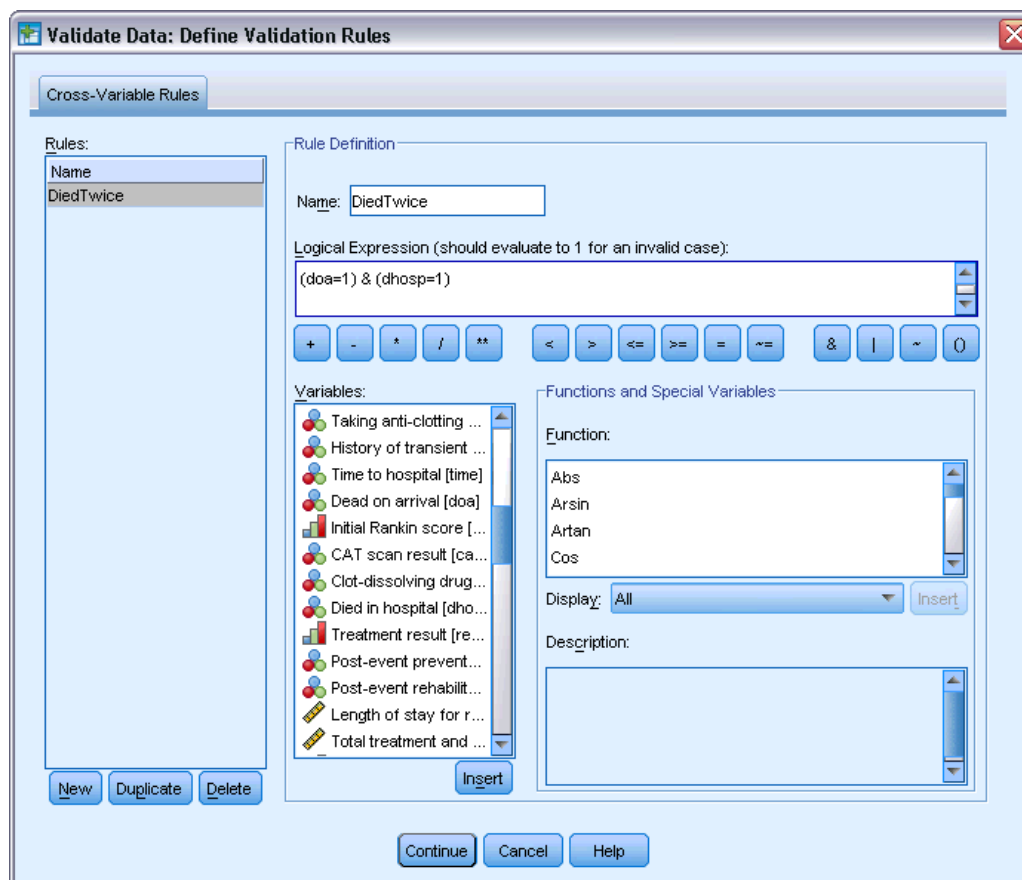 Validate Data: Define Validation Rules
Cross-Variable Rules
Rules:
Name
DiedTwice
Rule Definition
Name: DiedTwice
Logical Expression (should evaluate to 1 for an invalid case):
(doa=1) & (dhosp=1)
+ - * / ** < > <= >= = ~= & | ~ ()
Variables:
Taking anti-clotting ...
History of transient ...
Time to hospital [time]
Dead on arrival [doa]
Initial Rankin score [...
CAT scan result [ca...
Clot-dissolving drug...
Died in hospital [dho...
Treatment result [re...
Post-event prevent...
Post-event rehabilit...
Length of stay for r...
Total treatment and ...
Insert
Functions and Special Variables
Function:
Abs
Arsin
Artan
Cos
Display: All Insert
Description:
New Duplicate Delete
Continue Cancel Help